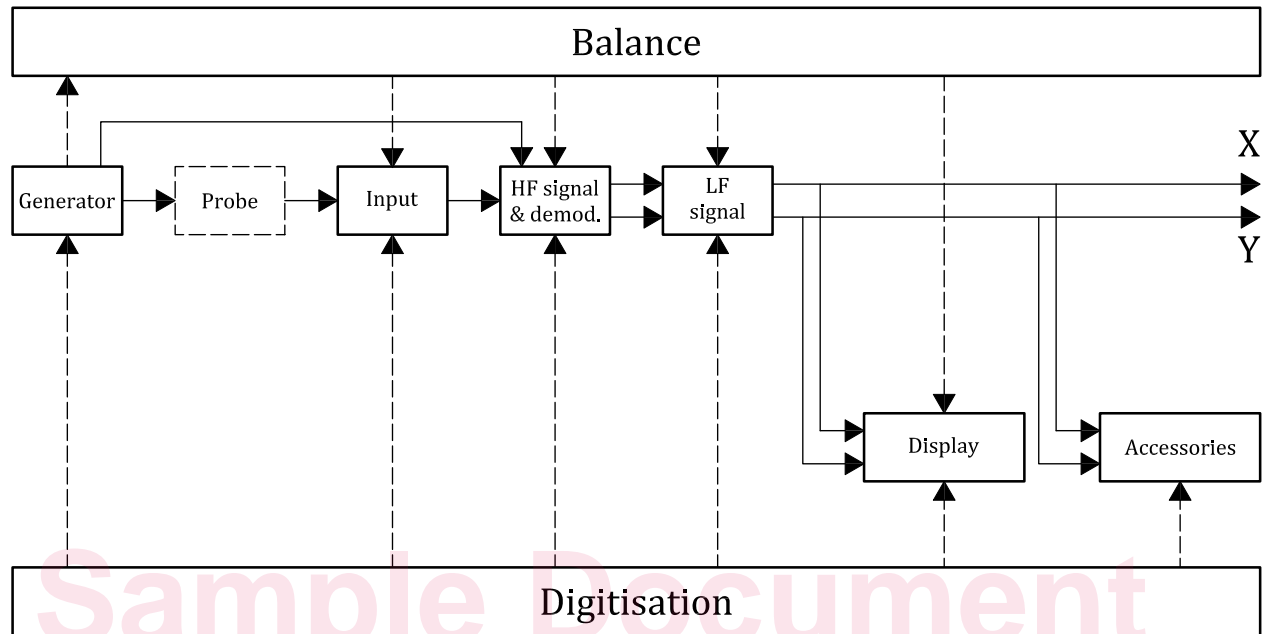 Balance
X
Generator
Probe
Input
HF signal
& demod.
LF
signal
Y
Display
Accessories
Sample Document
Digitisation